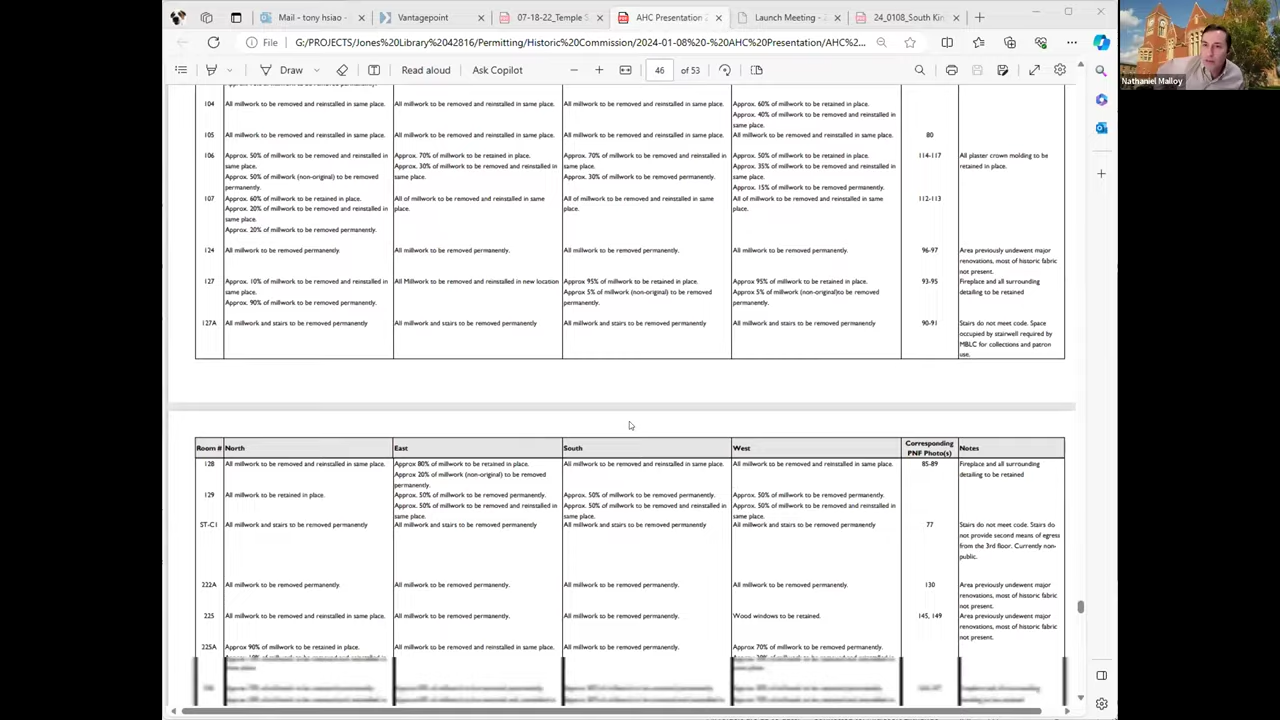 Mail - tony hsiao -
Vantagepoint
07-18-22_Temple S
AHC Presentation 2
Launch Meeting - 2
24_0108_South Kin
File
G:/PROJECTS/Jones%20Library%2042816/Permitting/Historic%20Commission/2024-01-08%20-%20AHC%20Presentation/AHC%...
Draw
Read aloud
Ask Copilot
46 of 53
Nathaniel Malloy
104 All millwork to be removed and reinstalled in same place. All millwork to be removed and reinstalled in same place. All millwork to be removed and reinstalled in same place. Approx. 60% of millwork to be retained in place.
Approx. 40% of millwork to be removed and reinstalled in
same place.
105 All millwork to be removed and reinstalled in same place. All millwork to be removed and reinstalled in same place. All millwork to be removed and reinstalled in same place. All millwork to be removed and reinstalled in same place. 80
106 Approx. 50% of millwork to be removed and reinstalled in Approx. 70% of millwork to be retained in place. Approx. 70% of millwork to be removed and reinstalled in Approx. 50% of millwork to be retained in place. 114-117 All plaster crown molding to be
same place. Approx. 30% of millwork to be removed and reinstalled in same place. Approx. 35% of millwork to be removed and reinstalled in retained in place.
Approx. 50% of millwork (non-original) to be removed same place. Approx. 30% of millwork to be removed permanently. same place.
permanently. Approx. 15% of millwork to be removed permanently.
107 Approx. 60% of millwork to be retained in place. All of millwork to be removed and reinstalled in same All of millwork to be removed and reinstalled in same All of millwork to be removed and reinstalled in same 112-113
Approx. 20% of millwork to be removed and reinstalled in place. place. place.
same place.
Approx. 20% of millwork to be removed permanently.
124 All millwork to be removed permanently. All millwork to be removed permanently. All millwork to be removed permanently. All millwork to be removed permanently. 96-97 Area previously underwent major
renovations, most of historic fabric
not present.
127 Approx. 10% of millwork to be removed and reinstalled in All Millwork to be removed and reinstalled in new location Approx 95% of millwork to be retained in place. Approx 95% of millwork to be retained in place. 93-95 Fireplace and all surrounding
same place. Approx 5% of millwork (non-original) to be removed Approx 5% of millwork (non-original)to be removed detailing to be retained
Approx. 90% of millwork to be removed permanently. permanently. permanently.
127A All millwork and stairs to be removed permanently All millwork and stairs to be removed permanently All millwork and stairs to be removed permanently All millwork and stairs to be removed permanently 90-91 Stairs do not meet code. Space
occupied by stairwell required by
MBLC for collections and patron
use.
Room # North East South West Corresponding PNF Photo(s) Notes
128 All millwork to be removed and reinstalled in same place. Approx 80% of millwork to be retained in place. All millwork to be removed and reinstalled in same place. All millwork to be removed and reinstalled in same place. 85-89 Fireplace and all surrounding
Approx 20% of millwork (non-original) to be removed detailing to be retained
permanently.
129 All millwork to be retained in place. Approx. 50% of millwork to be removed permanently. Approx. 50% of millwork to be removed permanently. Approx. 50% of millwork to be removed permanently.
Approx. 50% of millwork to be removed and reinstalled in Approx. 50% of millwork to be removed and reinstalled in Approx. 50% of millwork to be removed and reinstalled in
same place. same place. same place.
ST-C1 All millwork and stairs to be removed permanently All millwork and stairs to be removed permanently All millwork and stairs to be removed permanently All millwork and stairs to be removed permanently 77 Stairs do not meet code. Stairs do
not provide second means of egress
from the 3rd floor. Currently non-
public.
222A All millwork to be removed permanently. All millwork to be removed permanently. All millwork to be removed permanently. All millwork to be removed permanently. 130 Area previously underwent major
renovations, most of historic fabric
not present.
225 All millwork to be removed and reinstalled in same place. All millwork to be removed permanently. All millwork to be removed permanently. Wood windows to be retained. 145, 149 Area previously underwent major
renovations, most of historic fabric
not present.
225A Approx 90% of millwork to be retained in place. All millwork to be removed and reinstalled in same place. All millwork to be removed permanently. Approx 70% of millwork to be removed permanently.